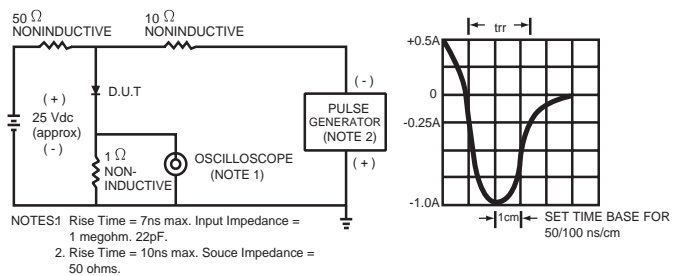 50 Ω
NONINDUCTIVE
10 Ω
NONINDUCTIVE
( + )
25 Vdc
(approx)
( - )
D.U.T
1 Ω
NON-
INDUCTIVE
OSCILLOSCOPE
(NOTE 1)
( - )
PULSE
GENERATOR
(NOTE 2)
( + )
trr
+0.5A
0
-0.25A
-1.0A
1cm
SET TIME BASE FOR
50/100 ns/cm
NOTES:1 Rise Time = 7ns max. Input Impedance =
1 megohm. 22pF.
2. Rise Time = 10ns max. Souce Impedance =
50 ohms.